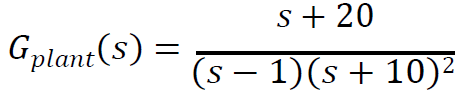 G_plant(s) = (s + 20) / ((s − 1)(s + 10)²)